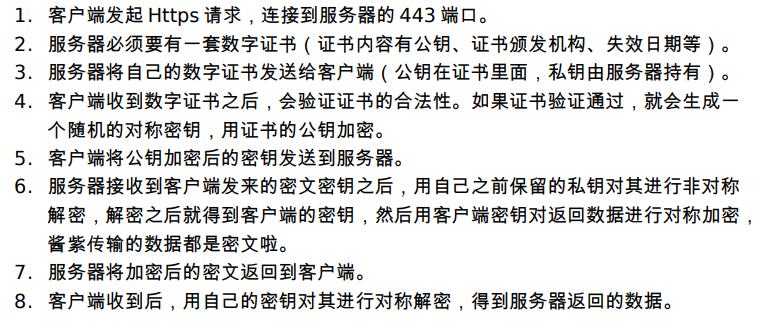 1. 客户端发起 Https 请求，连接到服务器的 443 端口。
2. 服务器必须要有一套数字证书（证书内容有公钥、证书颁发机构、失效日期等）。
3. 服务器将自己的数字证书发送给客户端（公钥在证书里面，私钥由服务器持有）。
4. 客户端收到数字证书之后，会验证证书的合法性。如果证书验证通过，就会生成一
个随机的对称密钥，用证书的公钥加密。
5. 客户端将公钥加密后的密钥发送到服务器。
6. 服务器接收到客户端发来的密文密钥之后，用自己之前保留的私钥对其进行非对称
解密，解密之后就得到客户端的密钥，然后用客户端密钥对返回数据进行对称加密，
酱紫传输的数据都是密文啦。
7. 服务器将加密后的密文返回到客户端。
8. 客户端收到后，用自己的密钥对其进行对称解密，得到服务器返回的数据。